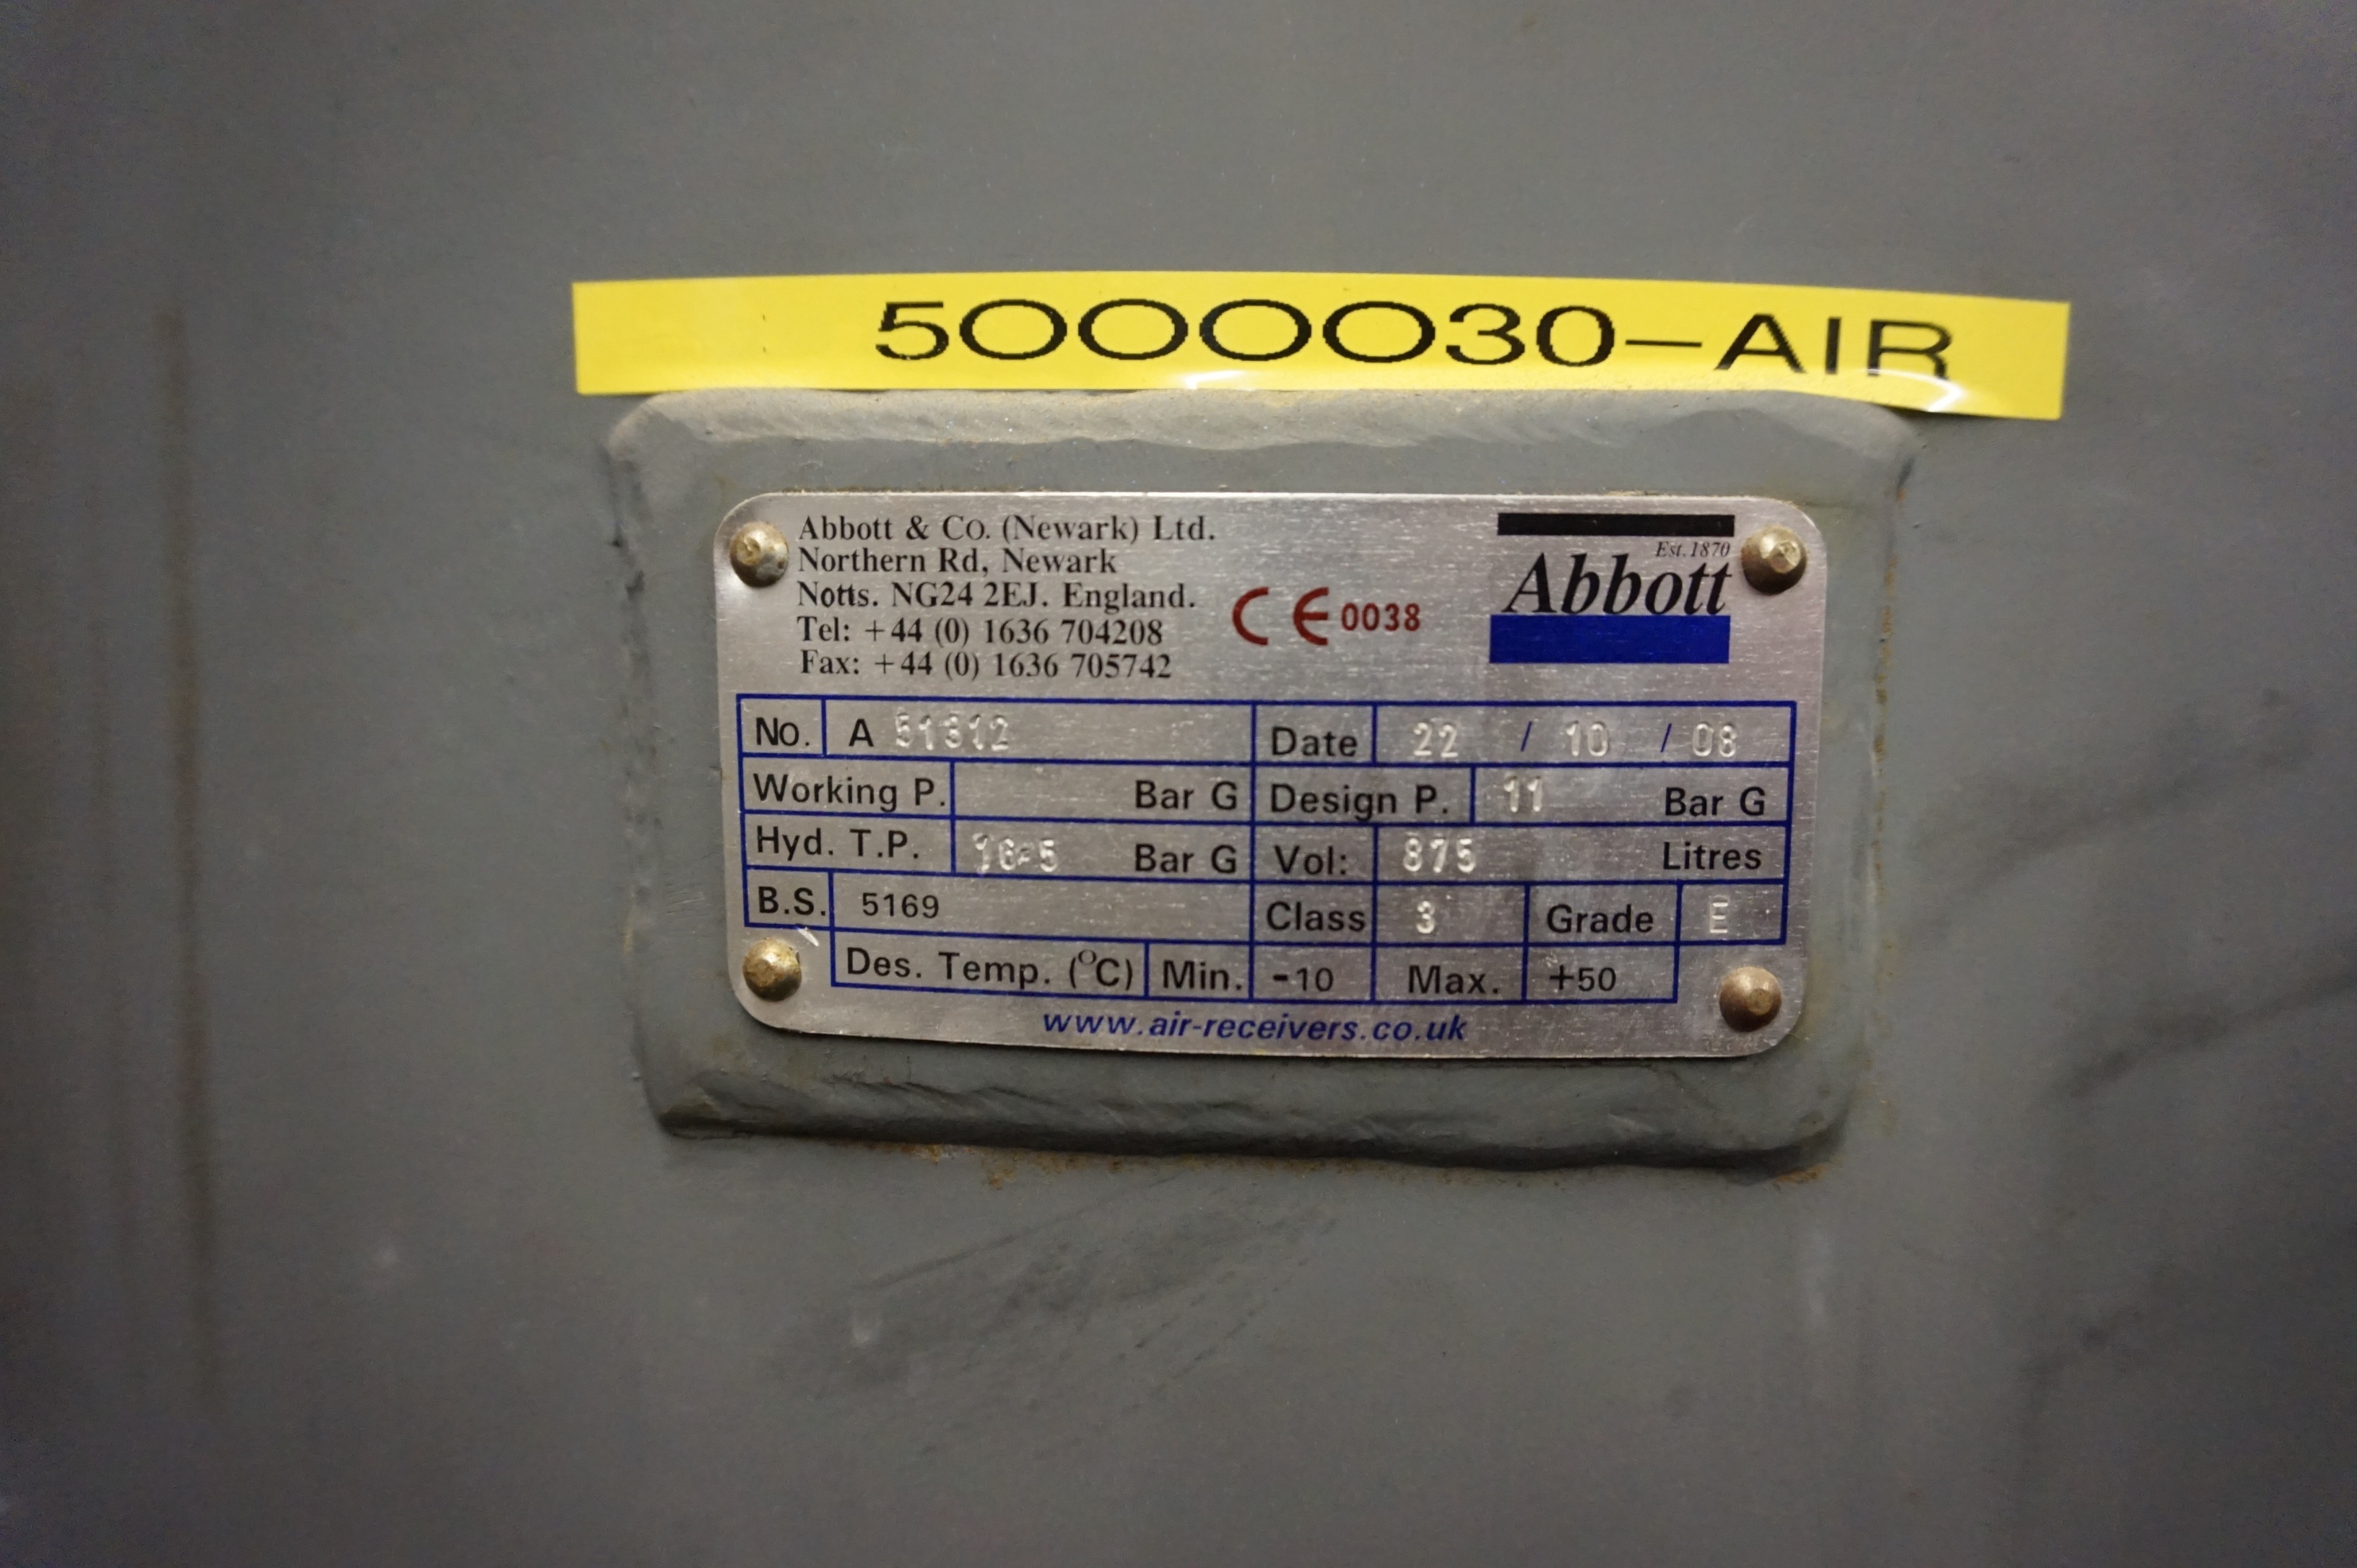 5000030-AIR
Abbott & Co. (Newark) Ltd.
Northern Rd, Newark
Notts. NG24 2EJ. England.
Tel: +44 (0) 1636 704208
Fax: +44 (0) 1636 705742
CE 0038
Est. 1870
Abbott
No. A 51312 Date 22 / 10 / 08
Working P. Bar G Design P. 11 Bar G
Hyd. T.P. 16.5 Bar G Vol: 875 Litres
B.S. 5169 Class 3 Grade E
Des. Temp. (°C) Min. -10 Max. +50
www.air-receivers.co.uk